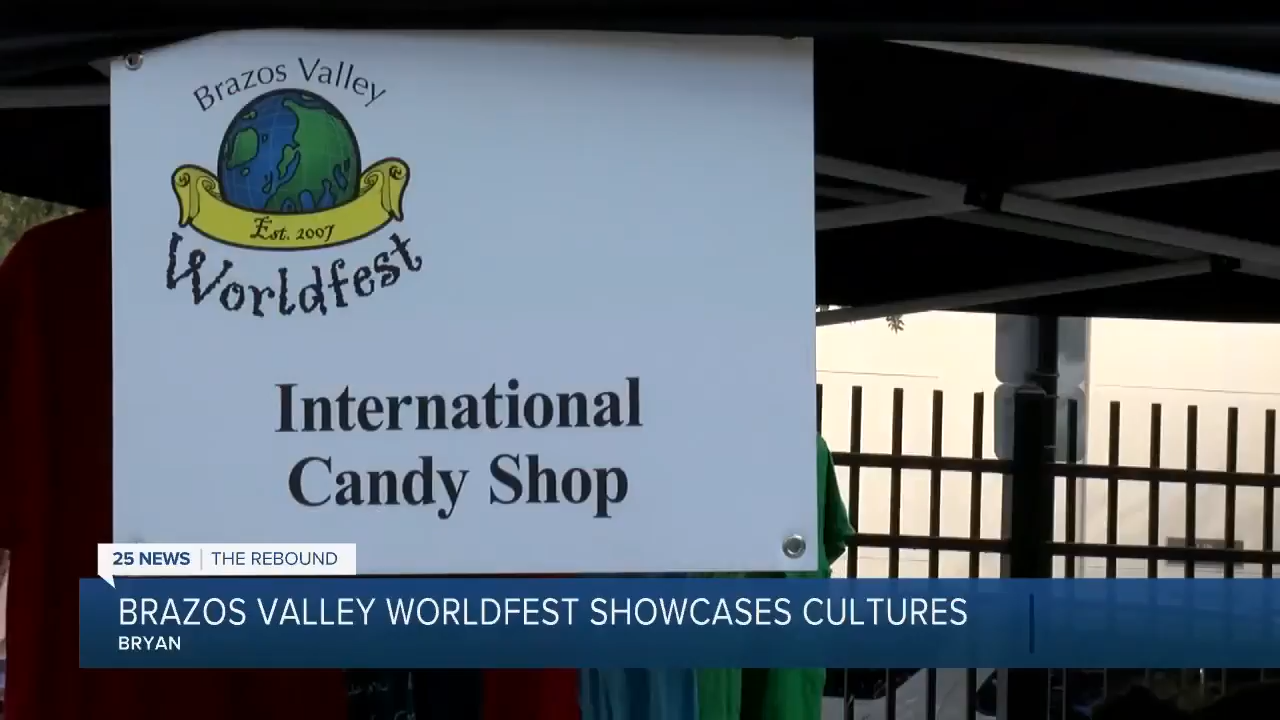 Brazos Valley
Est. 2007
Worldfest
International
Candy Shop
25 NEWS | THE REBOUND
BRAZOS VALLEY WORLDFEST SHOWCASES CULTURES
BRYAN